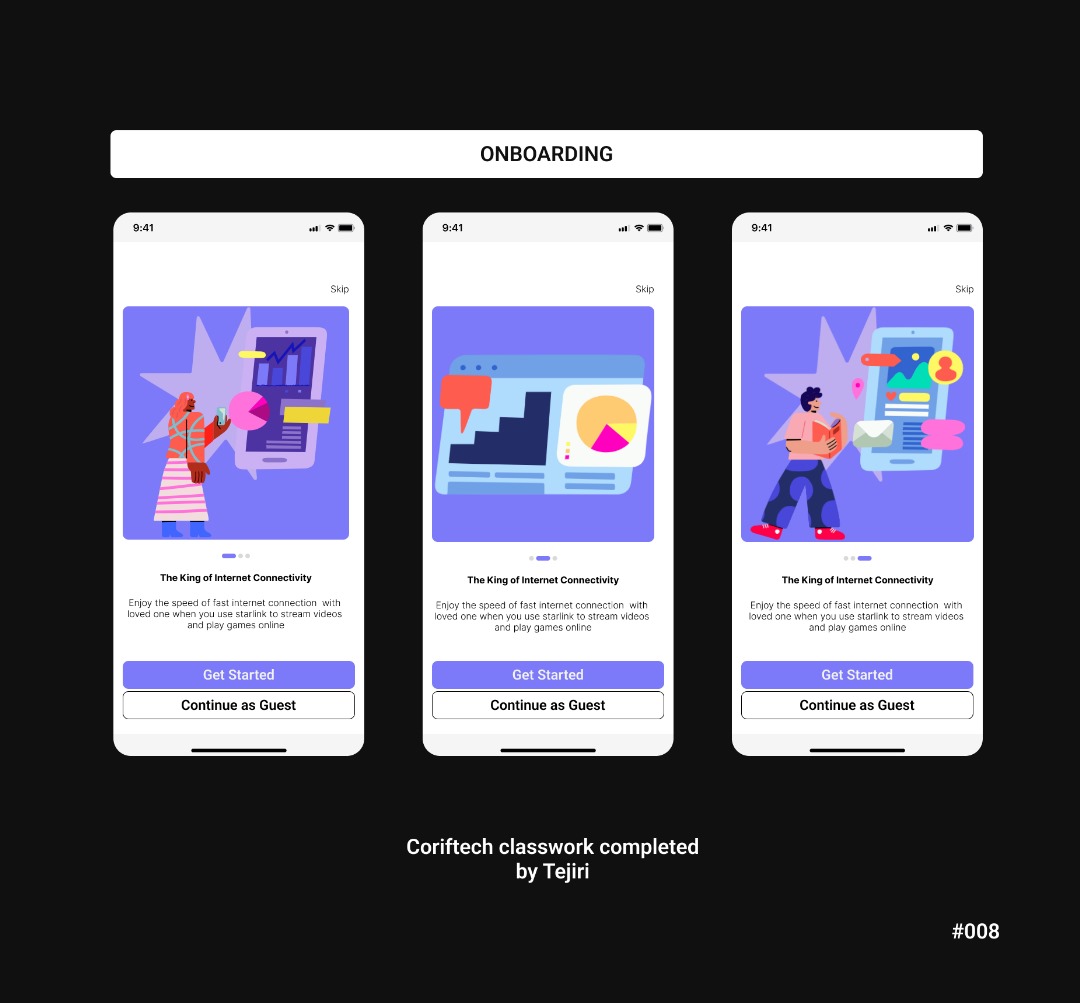 ONBOARDING
9:41
Skip
The King of Internet Connectivity
Enjoy the speed of fast internet connection  with
loved one when you use starlink to stream videos
and play games online
Get Started
Continue as Guest
9:41
Skip
The King of Internet Connectivity
Enjoy the speed of fast internet connection  with
loved one when you use starlink to stream videos
and play games online
Get Started
Continue as Guest
9:41
Skip
The King of Internet Connectivity
Enjoy the speed of fast internet connection  with
loved one when you use starlink to stream videos
and play games online
Get Started
Continue as Guest
Coriftech classwork completed
by Tejiri
#008